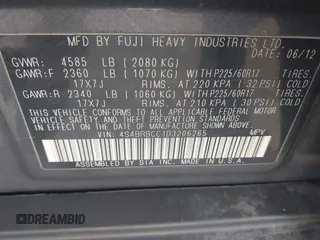 MFD BY FUJI HEAVY INDUSTRIES LTD.
DATE: 06/12
GVWR: 4585 LB (2080 KG)
GAWR:F 2360 LB (1070 KG) WITH P225/60R17 TIRES,
17X7J RIMS, AT 220 KPA (32 PSI) COLD
GAWR:R 2340 LB (1060 KG) WITH P225/60R17 TIRES,
17X7J RIMS, AT 210 KPA (30 PSI) COLD
THIS VEHICLE CONFORMS TO ALL APPLICABLE FEDERAL MOTOR
VEHICLE SAFETY, BUMPER, AND THEFT PREVENTION STANDARDS
IN EFFECT ON THE DATE OF MANUFACTURE SHOWN ABOVE.
VIN: 4S4BRBCC1D3206265 MPV
ASSEMBLED BY SIA INC. MADE IN U.S.A.
DREAMBID